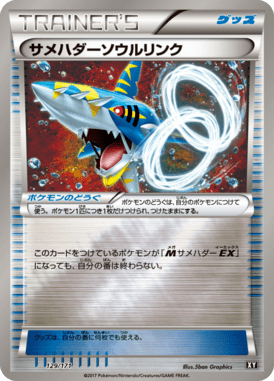 TRAINER'S
グッズ
サメハダーソウルリンク
ポケモンのどうぐ
ポケモンのどうぐは、自分のポケモンにつけて
使う。ポケモン1匹につき1枚だけつけられ、つけたままにする。
このカードをつけているポケモンが「MサメハダーEX」
になっても、自分の番は終わらない。
グッズは、自分の番に何枚でも使える。
129/171
Illus.5ban Graphics
XY
©2017 Pokémon/Nintendo/Creatures/GAME FREAK.